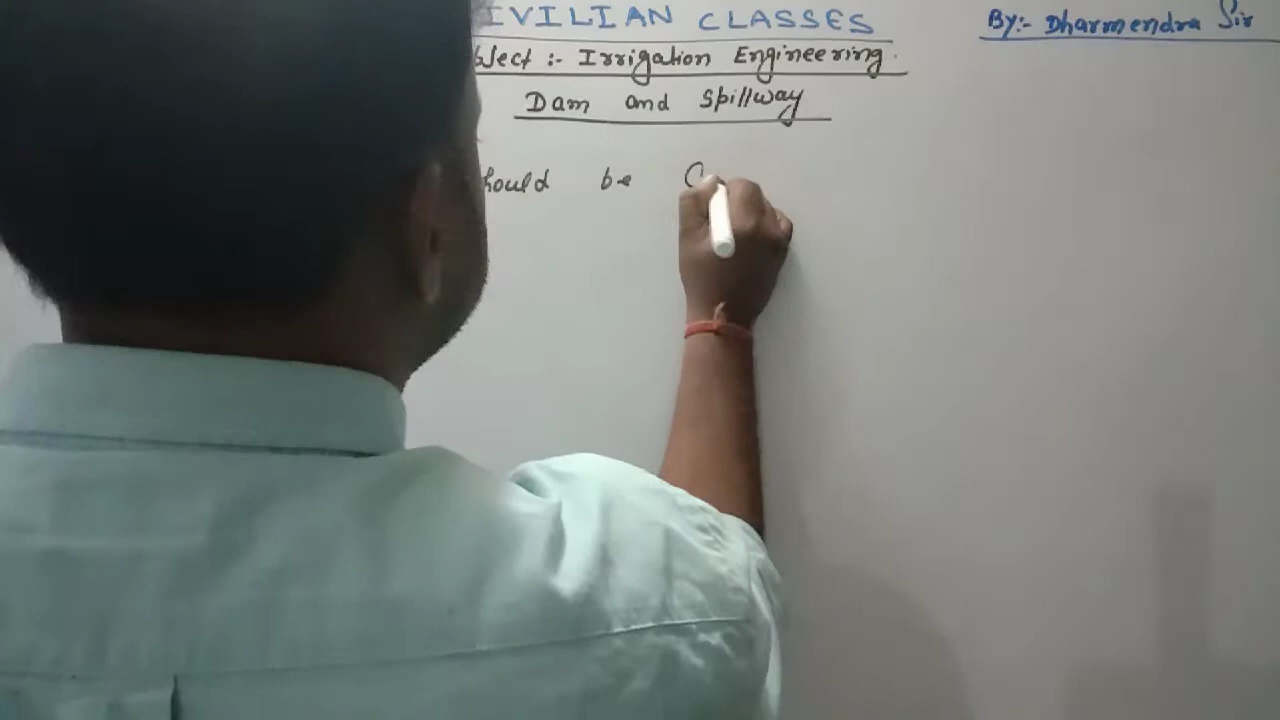 IVILIAN CLASSES By:- Dharmendra Sir
bject :- Irrigation Engineering.
Dam and Spillway
hould be